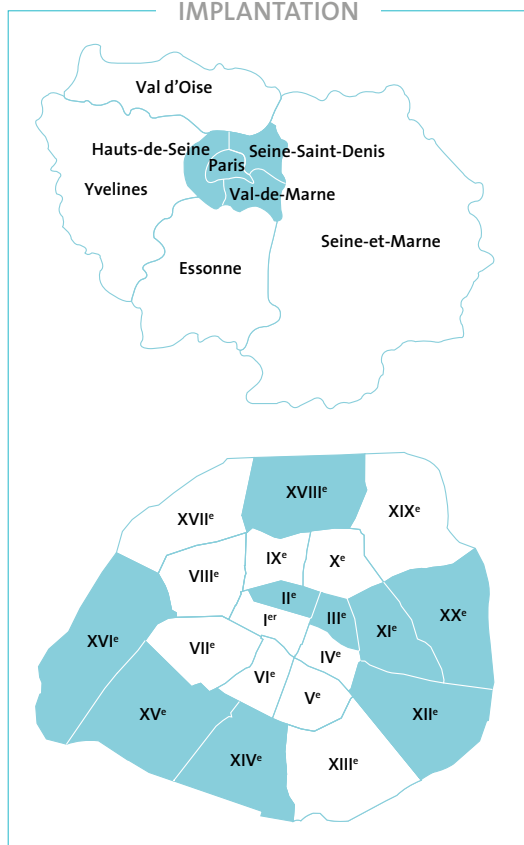 IMPLANTATION
Val d'Oise
Hauts-de-Seine
Seine-Saint-Denis
Paris
Yvelines
Val-de-Marne
Seine-et-Marne
Essonne
XVIIIᵉ
XIXᵉ
XVIIᵉ
IXᵉ
Xᵉ
VIIIᵉ
IIᵉ
Iᵉʳ
IIIᵉ
XXᵉ
XIᵉ
XVIᵉ
VIIᵉ
IVᵉ
VIᵉ
Vᵉ
XVᵉ
XIIᵉ
XIVᵉ
XIIIᵉ